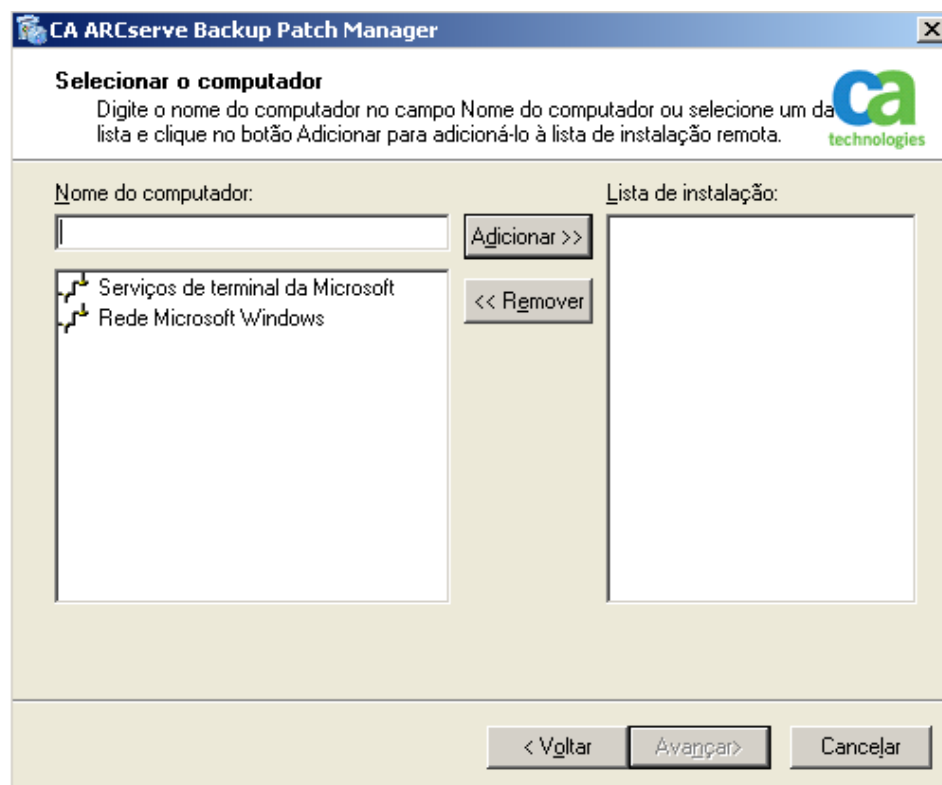 CA ARCserve Backup Patch Manager
Selecionar o computador
Digite o nome do computador no campo Nome do computador ou selecione um da
lista e clique no botão Adicionar para adicioná-lo à lista de instalação remota.
ca
technologies
Nome do computador:
Lista de instalação:
Adicionar >>
Serviços de terminal da Microsoft
<< Remover
Rede Microsoft Windows
< Voltar
Avançar>
Cancelar